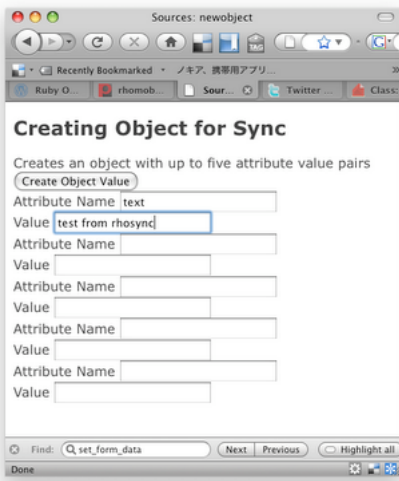 Sources: newobject
Recently Bookmarked ノキア、携帯用アプリ...
Ruby O... rhomob... Sour... Twitter ... Class:
Creating Object for Sync
Creates an object with up to five attribute value pairs
Create Object Value
Attribute Name text
Value test from rhosync
Attribute Name
Value
Attribute Name
Value
Attribute Name
Value
Attribute Name
Value
Find: set_form_data Next Previous Highlight all
Done